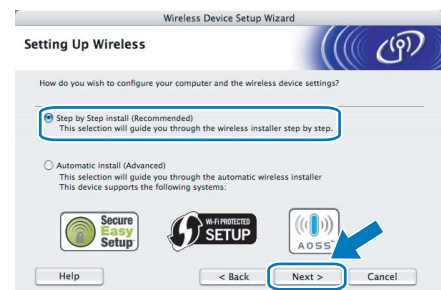 Wireless Device Setup Wizard
Setting Up Wireless
How do you wish to configure your computer and the wireless device settings?
Step by Step install (Recommended)
This selection will guide you through the wireless installer step by step.
Automatic install (Advanced)
This selection will guide you through the automatic wireless installer
This device supports the following systems:
Secure
Easy
Setup™
Wi-Fi PROTECTED
SETUP
AOSS™
Help
< Back
Next >
Cancel